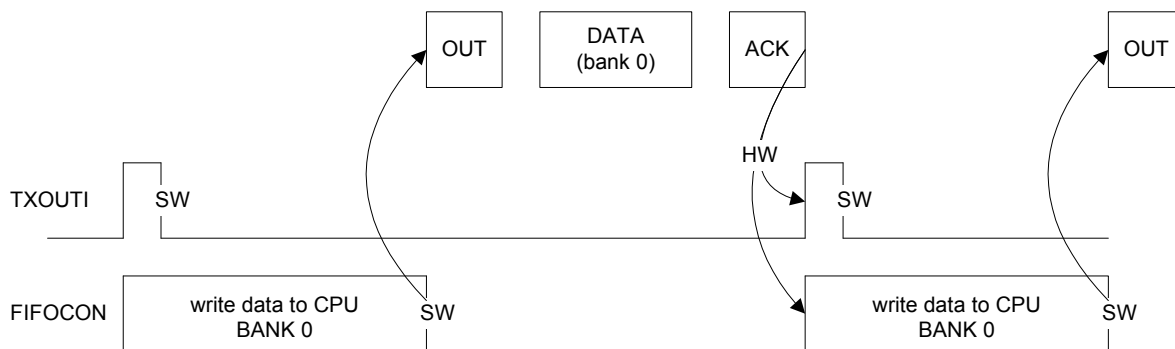 OUT DATA ACK OUT
(bank 0)
HW
TXOUTI SW SW
FIFOCON write data to CPU SW write data to CPU SW
BANK 0 BANK 0